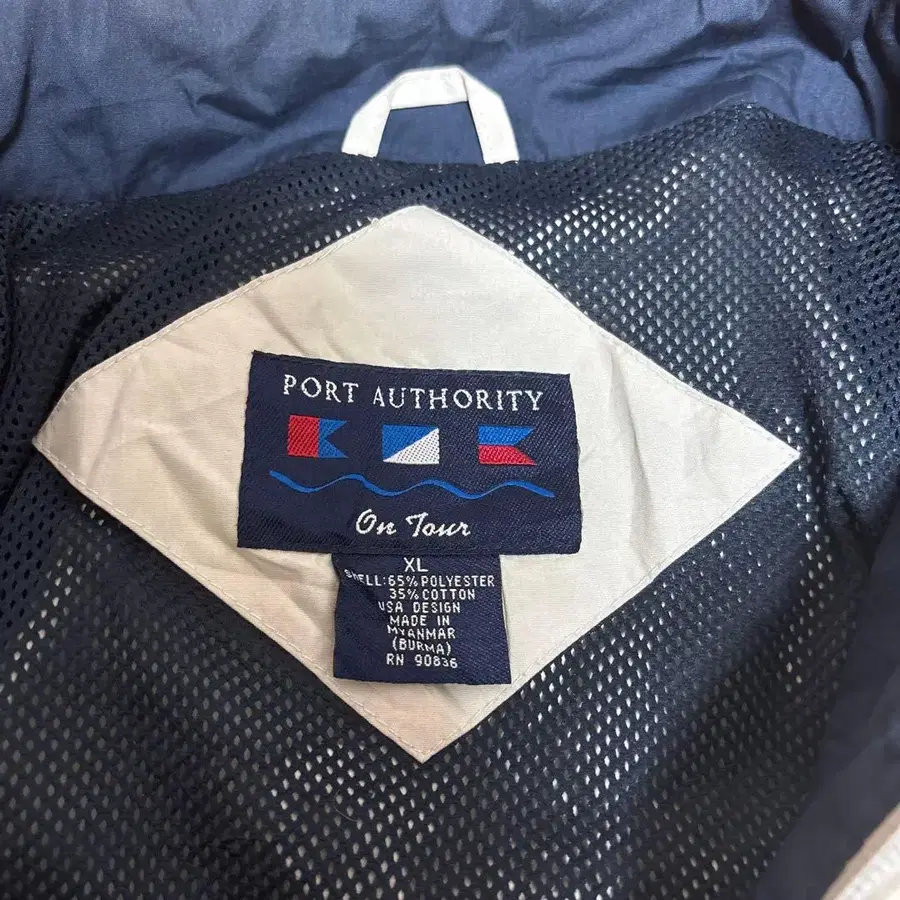 PORT AUTHORITY
On Tour
XL
SHELL:65% POLYESTER
35% COTTON
USA DESIGN
MADE IN
MYANMAR
(BURMA)
RN 90836